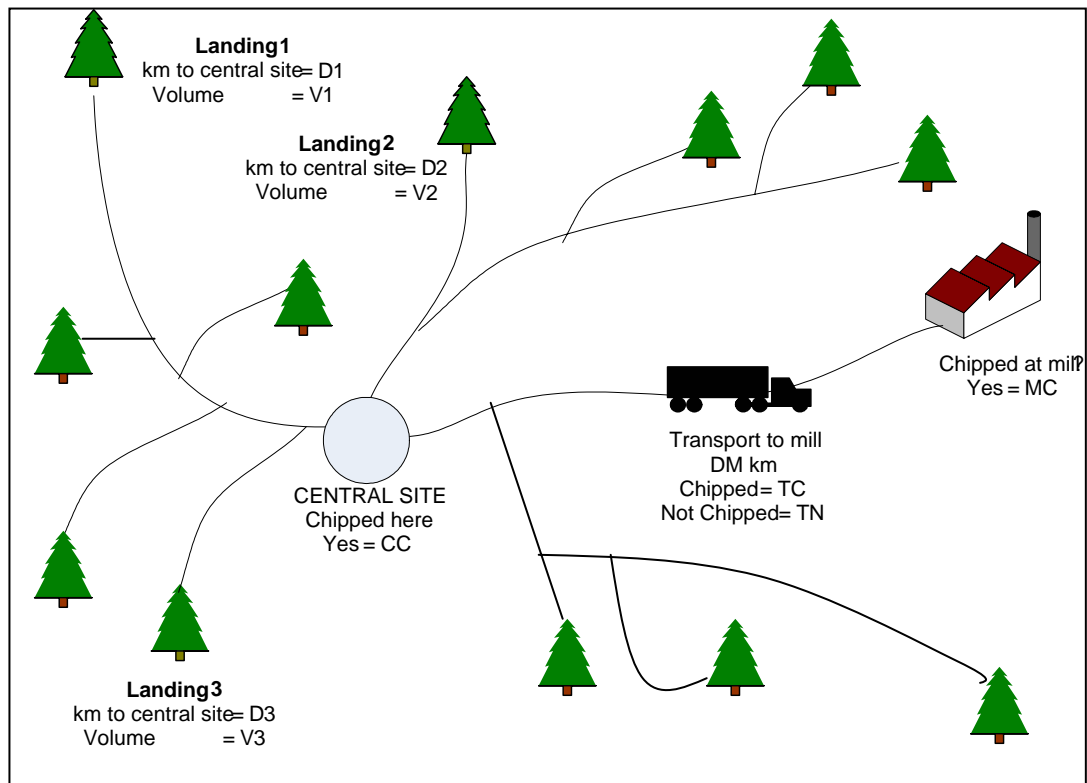 Landing1
km to central site= D1
Volume = V1
Landing2
km to central site= D2
Volume = V2
Chipped at mill?
Yes = MC
Transport to mill
DM km
Chipped= TC
Not Chipped= TN
CENTRAL SITE
Chipped here
Yes = CC
Landing3
km to central site= D3
Volume = V3